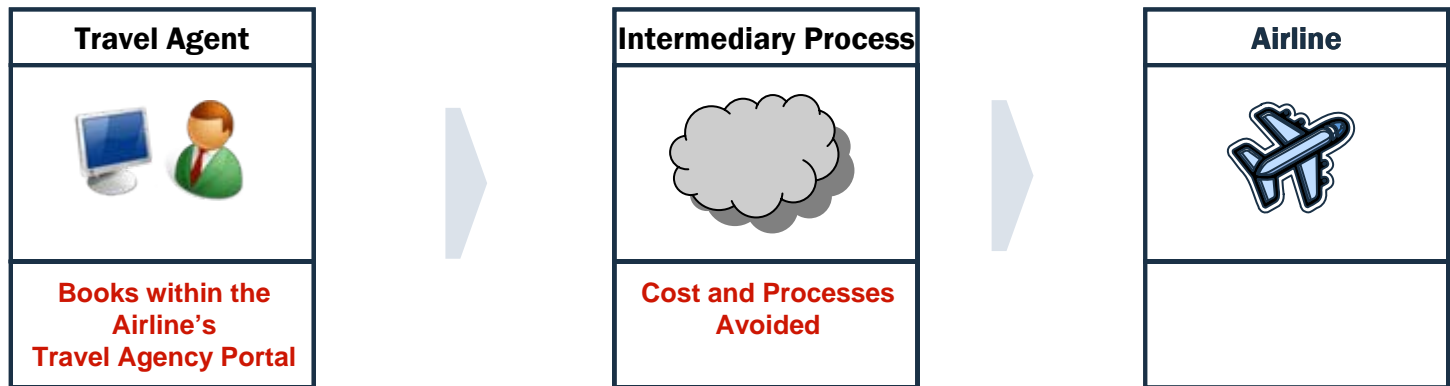 Travel Agent
Intermediary Process
Airline
Books within the
Airline’s
Travel Agency Portal
Cost and Processes
Avoided